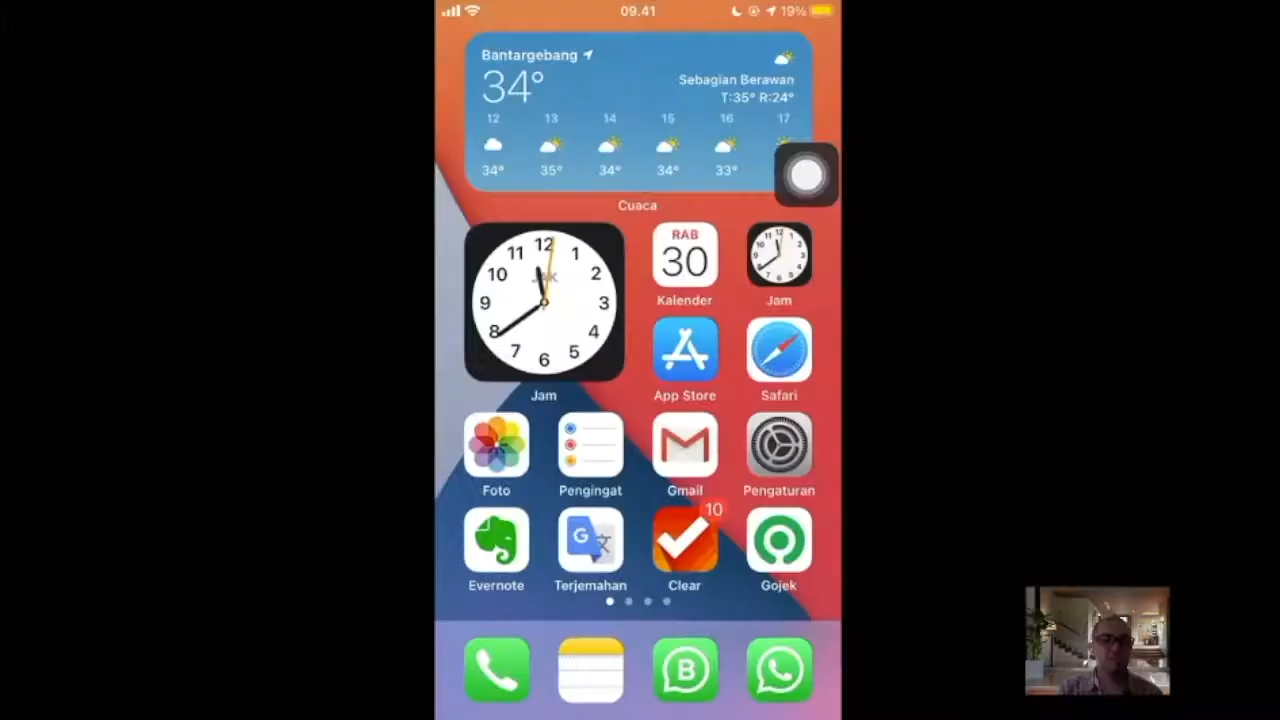 09.41 19%
Bantargebang
34°
Sebagian Berawan
T:35° R:24°
12 13 14 15 16 17
34° 35° 34° 34° 33°
Cuaca
12 1 2 3 4 5 6 7 8 9 10 11
Jam
RAB
30
Kalender
Jam
App Store
Safari
Foto
Pengingat
Gmail
Pengaturan
G
10
Evernote
Terjemahan
Clear
Gojek
B